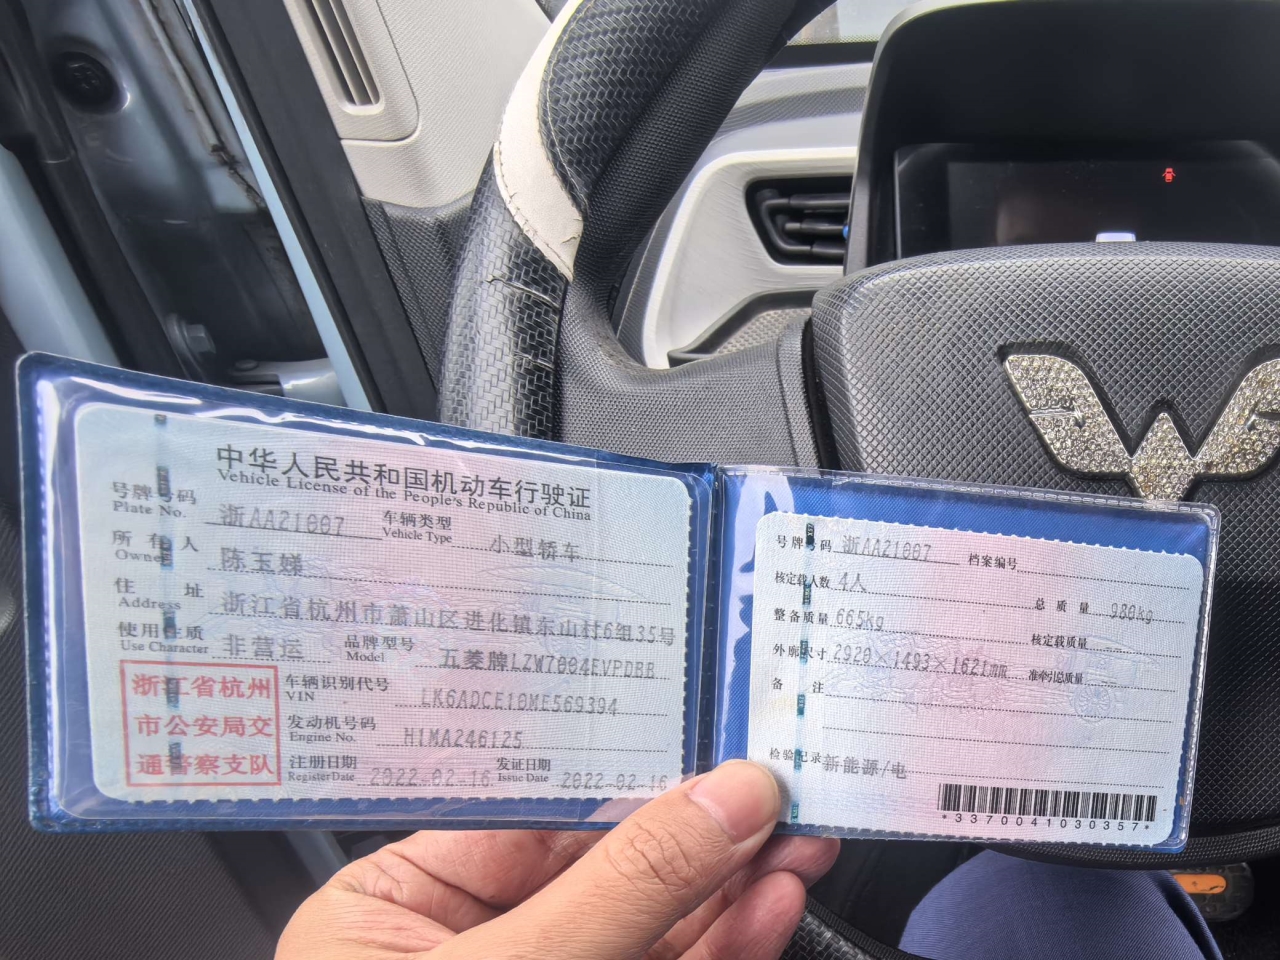 中华人民共和国机动车行驶证
Vehicle License of the People's Republic of China
号牌号码 浙AA21007 车辆类型 小型轿车
Plate No. Vehicle Type
所有人 陈玉婵
Owner
住址 浙江省杭州市萧山区进化镇东山村6组35号
Address
使用性质 非营运 品牌型号 五菱牌LZW7004EVPDBB
Use Character Model
浙江省杭州
市公安局交
通警察支队
车辆识别代号 LK6ADCE10ME569394
VIN
发动机号码 H1MA246125
Engine No.
注册日期 2022-02-16 发证日期 2022-02-16
Register Date Issue Date
号牌号码 浙AA21007 档案编号
核定载人数 4人 总质量 980kg
整备质量 665kg 核定载质量
外廓尺寸 2920×1493×1621mm 准牵引总质量
备注
检验记录 新能源/电
*3370041030357*